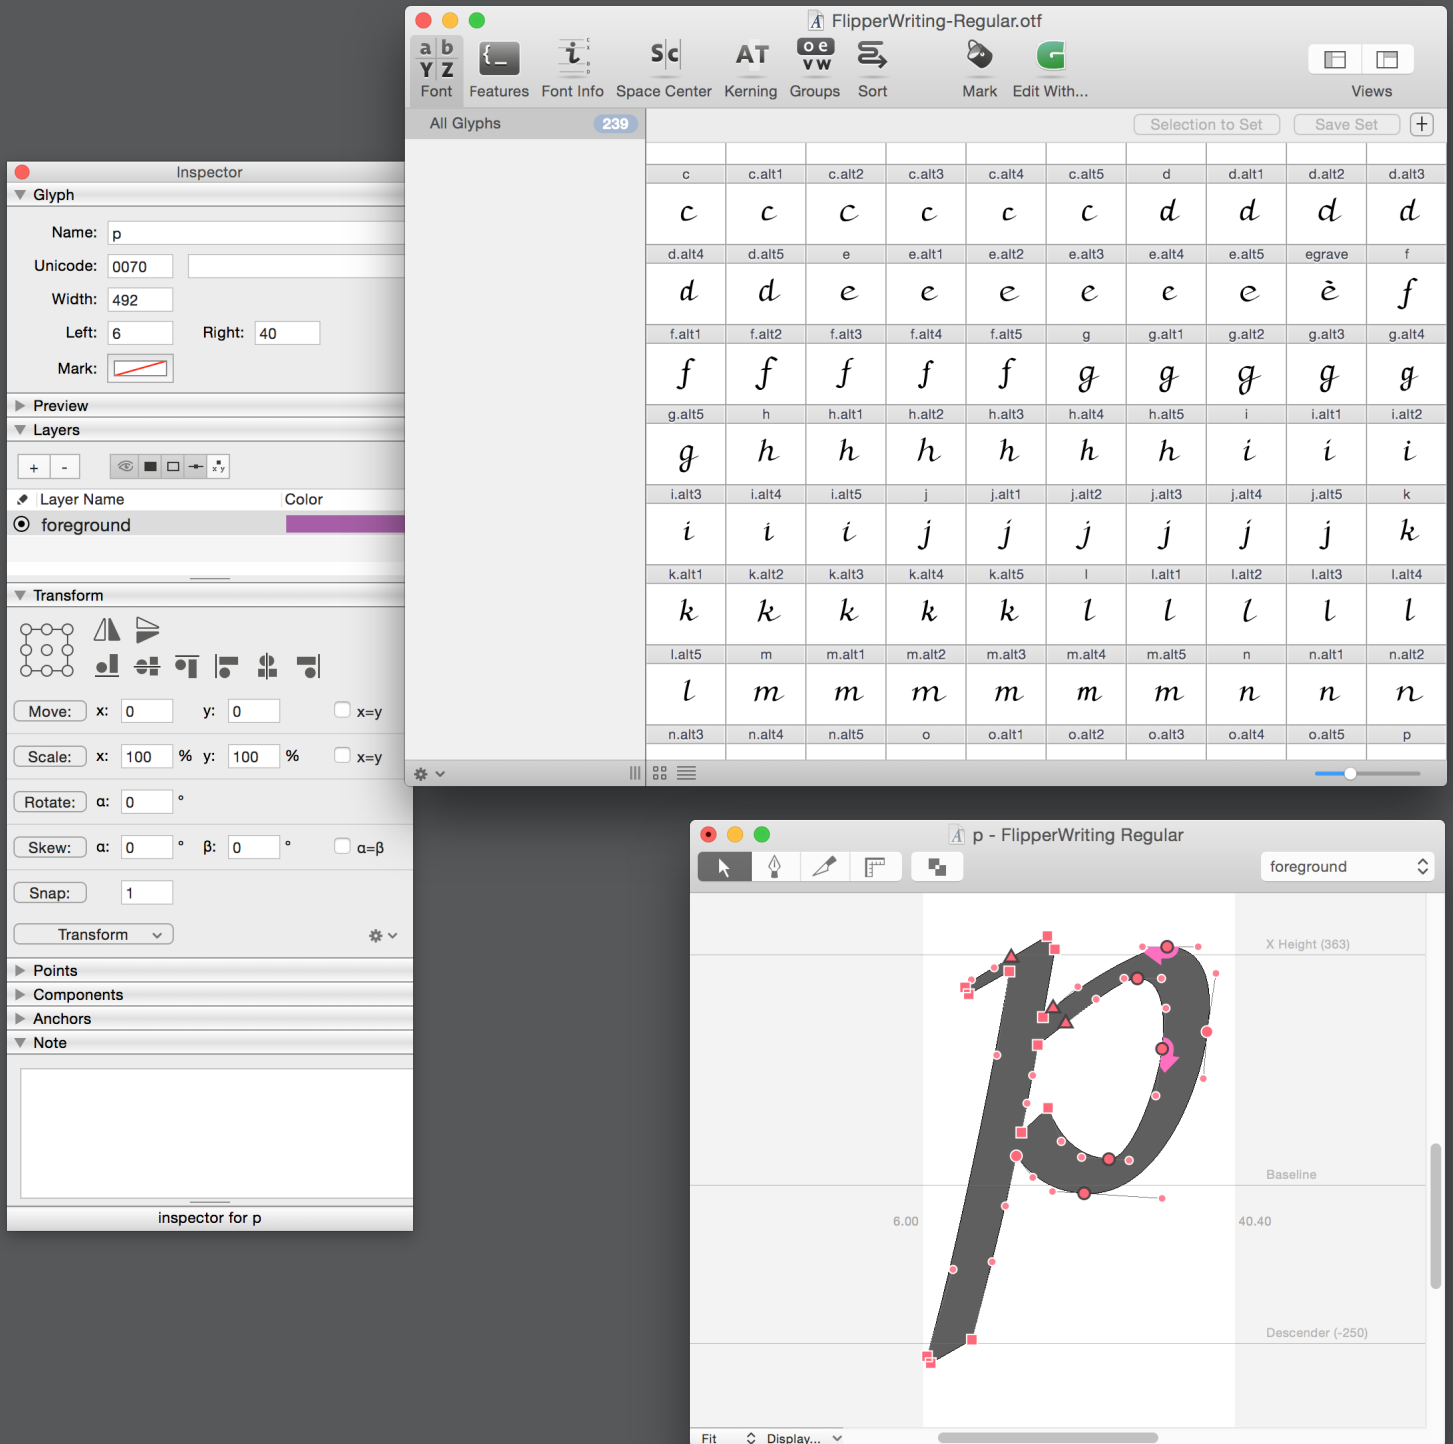 FlipperWriting-Regular.otf
Font Features Font Info Space Center Kerning Groups Sort Mark Edit With... Views
All Glyphs 239
Selection to Set Save Set +
c c.alt1 c.alt2 c.alt3 c.alt4 c.alt5 d d.alt1 d.alt2 d.alt3
c c c c c c d d d d
d.alt4 d.alt5 e e.alt1 e.alt2 e.alt3 e.alt4 e.alt5 egrave f
d d e e e e e e è f
f.alt1 f.alt2 f.alt3 f.alt4 f.alt5 g g.alt1 g.alt2 g.alt3 g.alt4
f f f f f g g g g g
g.alt5 h h.alt1 h.alt2 h.alt3 h.alt4 h.alt5 i i.alt1 i.alt2
g h h h h h h i i i
i.alt3 i.alt4 i.alt5 j j.alt1 j.alt2 j.alt3 j.alt4 j.alt5 k
i i i j j j j j j k
k.alt1 k.alt2 k.alt3 k.alt4 k.alt5 l l.alt1 l.alt2 l.alt3 l.alt4
k k k k k l l l l l
l.alt5 m m.alt1 m.alt2 m.alt3 m.alt4 m.alt5 n n.alt1 n.alt2
l m m m m m m n n n
n.alt3 n.alt4 n.alt5 o o.alt1 o.alt2 o.alt3 o.alt4 o.alt5 p
Inspector
Glyph
Name: p
Unicode: 0070
Width: 492
Left: 6 Right: 40
Mark:
Preview
Layers
+ -
Layer Name Color
foreground
Transform
Move: x: 0 y: 0 x=y
Scale: x: 100 % y: 100 % x=y
Rotate: α: 0 °
Skew: α: 0 ° β: 0 ° α=β
Snap: 1
Transform
Points
Components
Anchors
Note
inspector for p
p - FlipperWriting Regular
foreground
X Height (363)
p
Baseline
6.00 40.40
Descender (-250)
Fit Display...